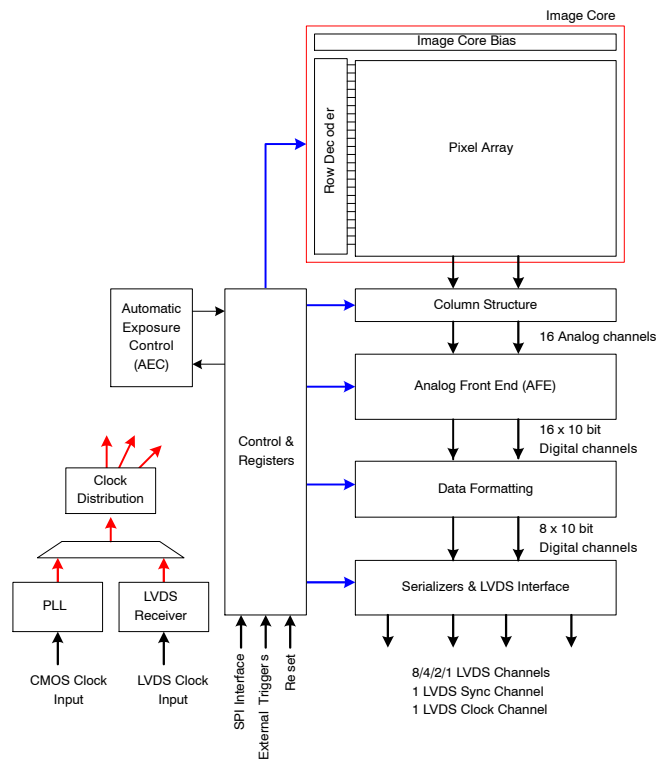 Image Core
Image Core Bias
Row Decoder
Pixel Array
Automatic
Exposure
Control
(AEC)
Column Structure
16 Analog channels
Analog Front End (AFE)
Control &
Registers
16 x 10 bit
Digital channels
Clock
Distribution
Data Formatting
8 x 10 bit
Digital channels
PLL
LVDS
Receiver
Serializers & LVDS Interface
CMOS Clock
Input
LVDS Clock
Input
SPI Interface
External Triggers
Reset
8/4/2/1 LVDS Channels
1 LVDS Sync Channel
1 LVDS Clock Channel